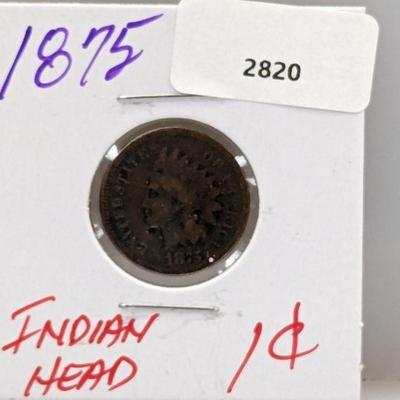 1875
2820
UNITED STATES OF AMERICA
1875
INDIAN
HEAD
1¢